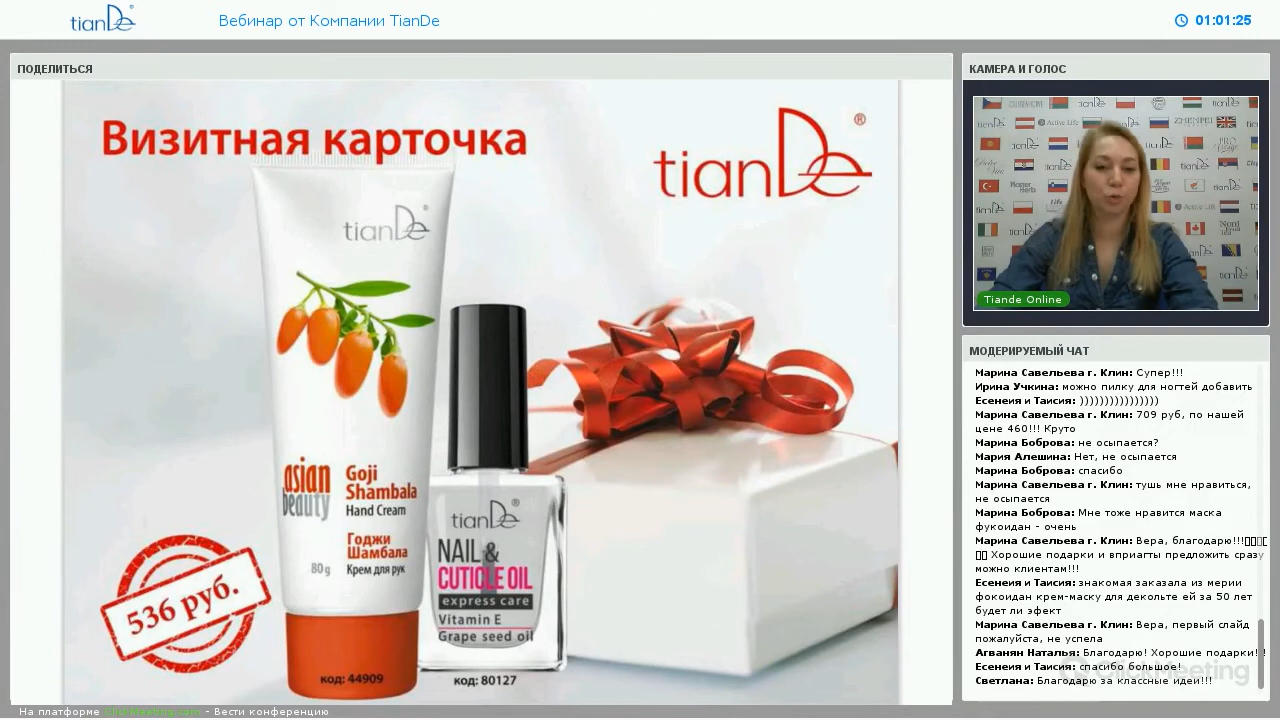 tianDe®
Вебинар от Компании TianDe
01:01:25
ПОДЕЛИТЬСЯ
Визитная карточка
tianDe®
tianDe®
asian
beauty
Goji
Shambala
Hand Cream
Годжи
Шамбала
Крем для рук
80 g
код: 44909
tianDe®
NAIL &
CUTICLE OIL
express care
Vitamin E
Grape seed oil
код: 80127
536 руб.
КАМЕРА И ГОЛОС
Tiande Online
МОДЕРИРУЕМЫЙ ЧАТ
Марина Савельева г. Клин: Супер!!!
Ирина Учкина: можно пилку для ногтей добавить
Есенеия и Таисия: ))))))))))))))))
Марина Савельева г. Клин: 709 руб, по нашей
цене 460!!! Круто
Марина Боброва: не осыпается?
Мария Алешина: Нет, не осыпается
Марина Боброва: спасибо
Марина Савельева г. Клин: тушь мне нравиться,
не осыпается
Марина Боброва: Мне тоже нравится маска
фукоидан - очень
Марина Савельева г. Клин: Вера, благодарю!!!
Хорошие подарки и вприагты предложить сразу
можно клиентам!!!
Есенеия и Таисия: знакомая заказала из мерии
фокоидан крем-маску для декольте ей за 50 лет
будет ли эфект
Марина Савельева г. Клин: Вера, первый слайд
пожалуйста, не успела
Агванян Наталья: Благодарю! Хорошие подарки!!
Есенеия и Таисия: спасибо большое!
Светлана: Благодарю за классные идеи!!!
ClickMeeting
На платформе ClickMeeting.com - Вести конференцию